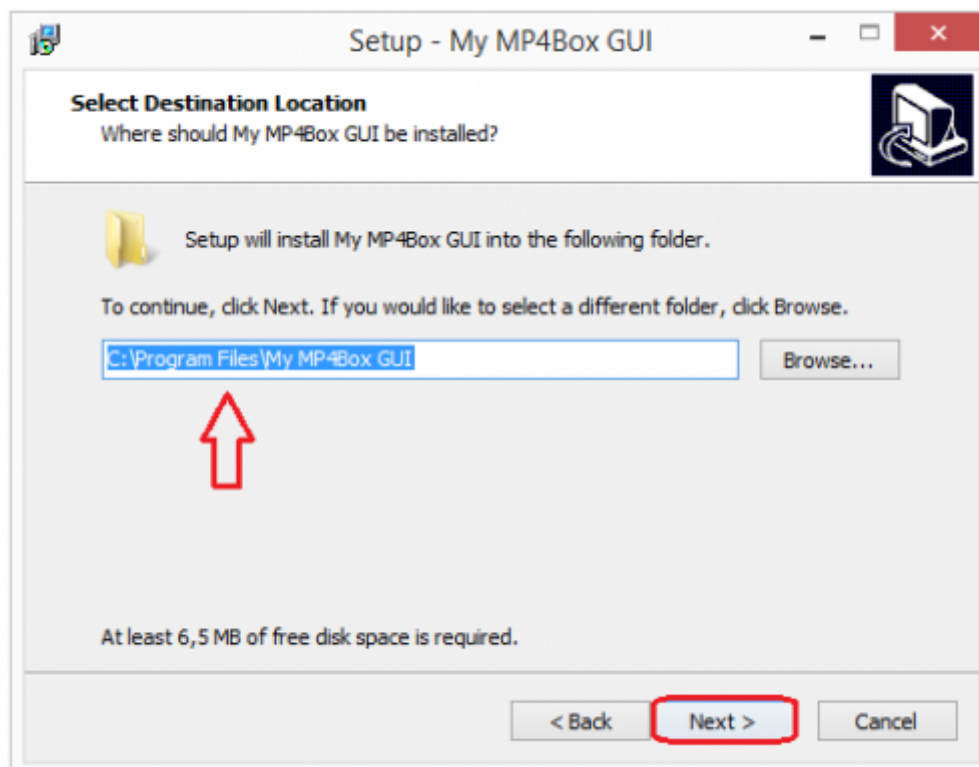 Setup - My MP4Box GUI
Select Destination Location
Where should My MP4Box GUI be installed?
Setup will install My MP4Box GUI into the following folder.
To continue, click Next. If you would like to select a different folder, click Browse.
C:\Program Files\My MP4Box GUI
Browse...
At least 6,5 MB of free disk space is required.
< Back
Next >
Cancel